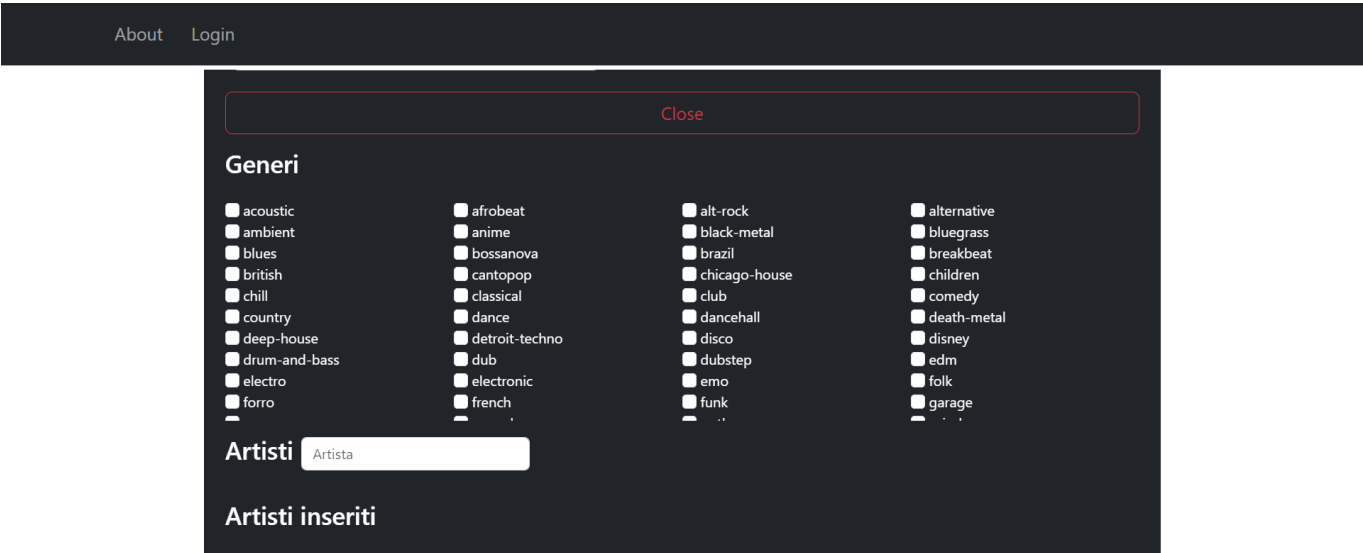 About Login
Close
Generi
acoustic afrobeat alt-rock alternative
ambient anime black-metal bluegrass
blues bossanova brazil breakbeat
british cantopop chicago-house children
chill classical club comedy
country dance dancehall death-metal
deep-house detroit-techno disco disney
drum-and-bass dub dubstep edm
electro electronic emo folk
forro french funk garage
Artisti Artista
Artisti inseriti